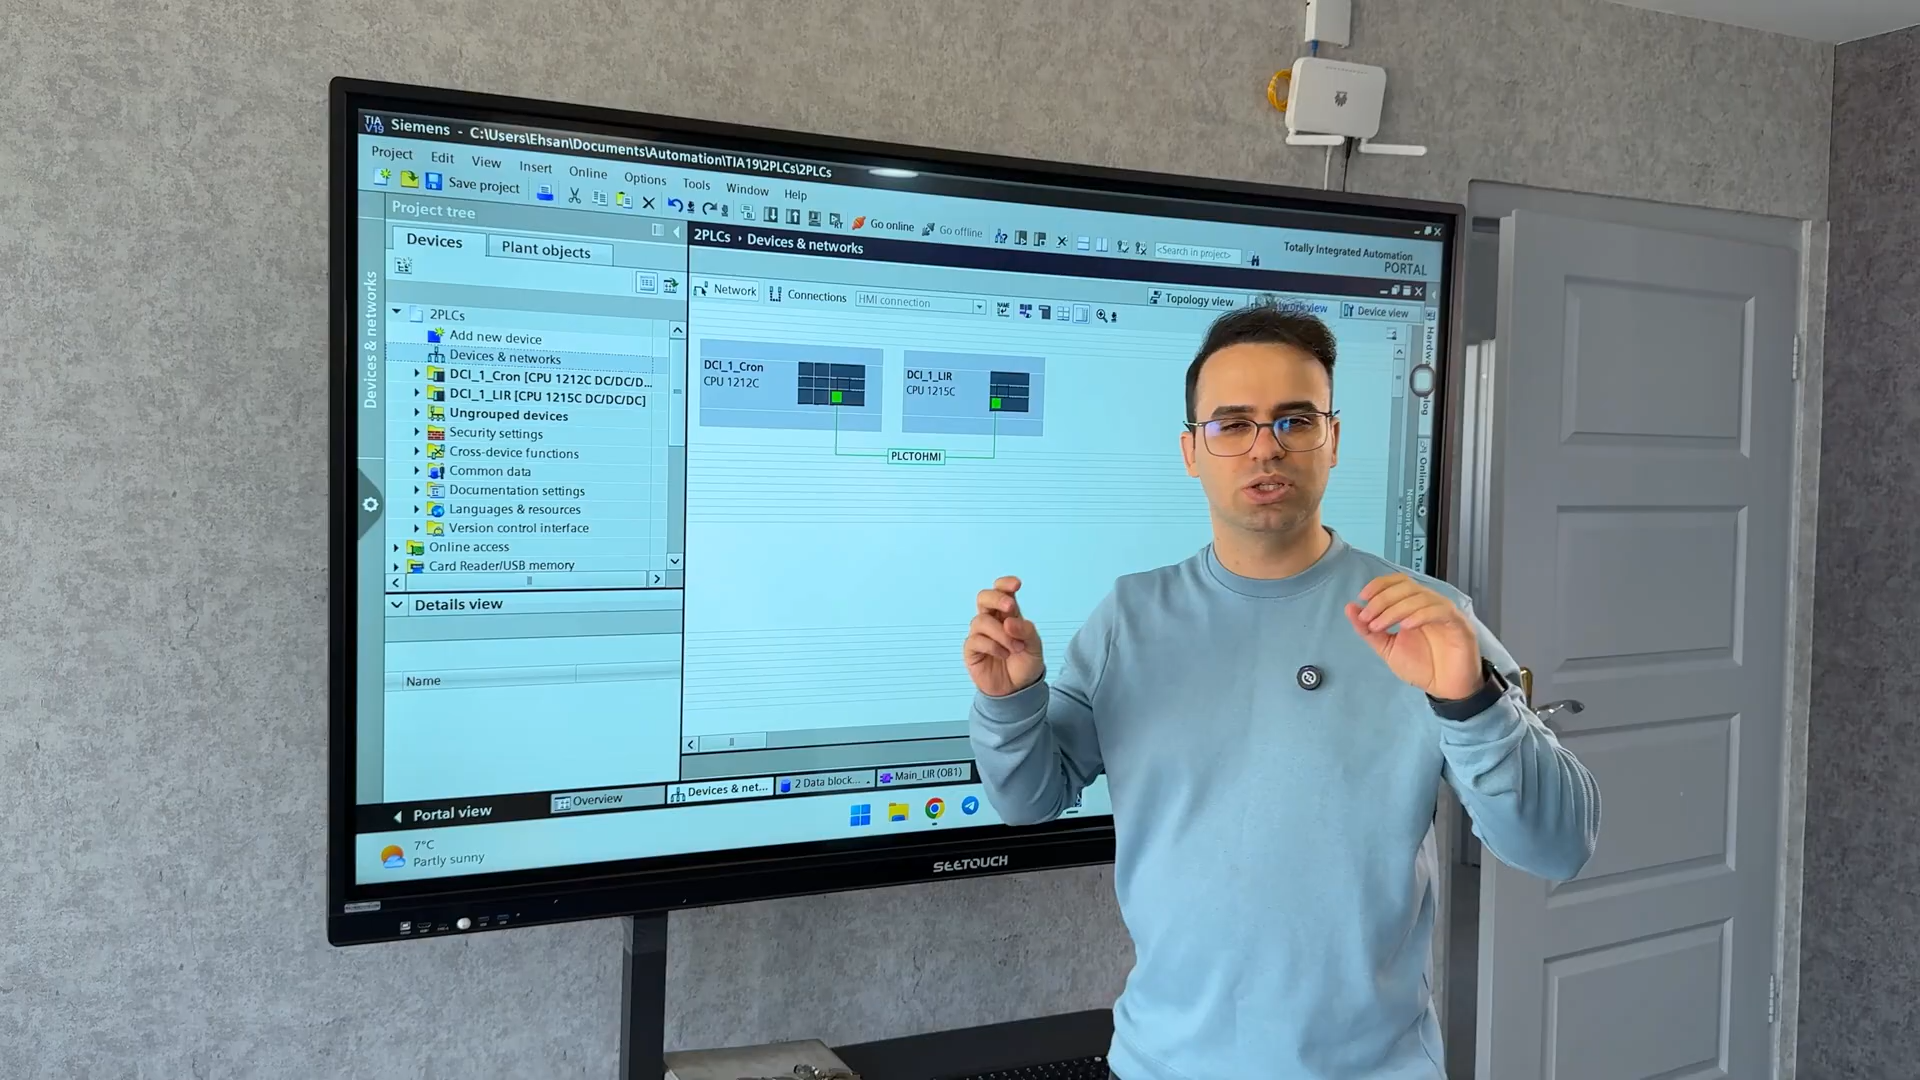 TIA V19 Siemens - C:\Users\Ehsan\Documents\Automation\TIA19\2PLCs\2PLCs
Project Edit View Insert Online Options Tools Window Help
Save project Go online Go offline <Search in project>
Totally Integrated Automation
PORTAL
Project tree
2PLCs Devices & networks
Devices Plant objects
Devices & networks
Network Connections HMI connection
Topology view Device view
2PLCs
Add new device
Devices & networks
DCI_1_Cron [CPU 1212C DC/DC/D...
DCI_1_LIR [CPU 1215C DC/DC/DC]
Ungrouped devices
Security settings
Cross-device functions
Common data
Documentation settings
Languages & resources
Version control interface
Online access
Card Reader/USB memory
DCI_1_Cron
CPU 1212C
DCI_1_LIR
CPU 1215C
PLCTOHMI
Network data
Details view
Name
Portal view
Overview
Devices & net...
2 Data block...
Main_LIR (OB1)
7°C
Partly sunny
SEETOUCH